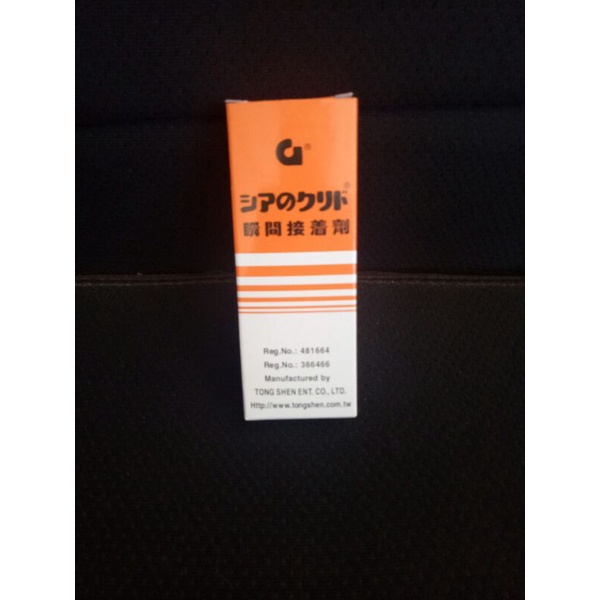 G®
シアのクリド®
瞬間接着劑
Reg.No.: 481664
Reg.No.: 366466
Manufactured by
TONG SHEN ENT. CO., LTD.
Http://www.tongshen.com.tw